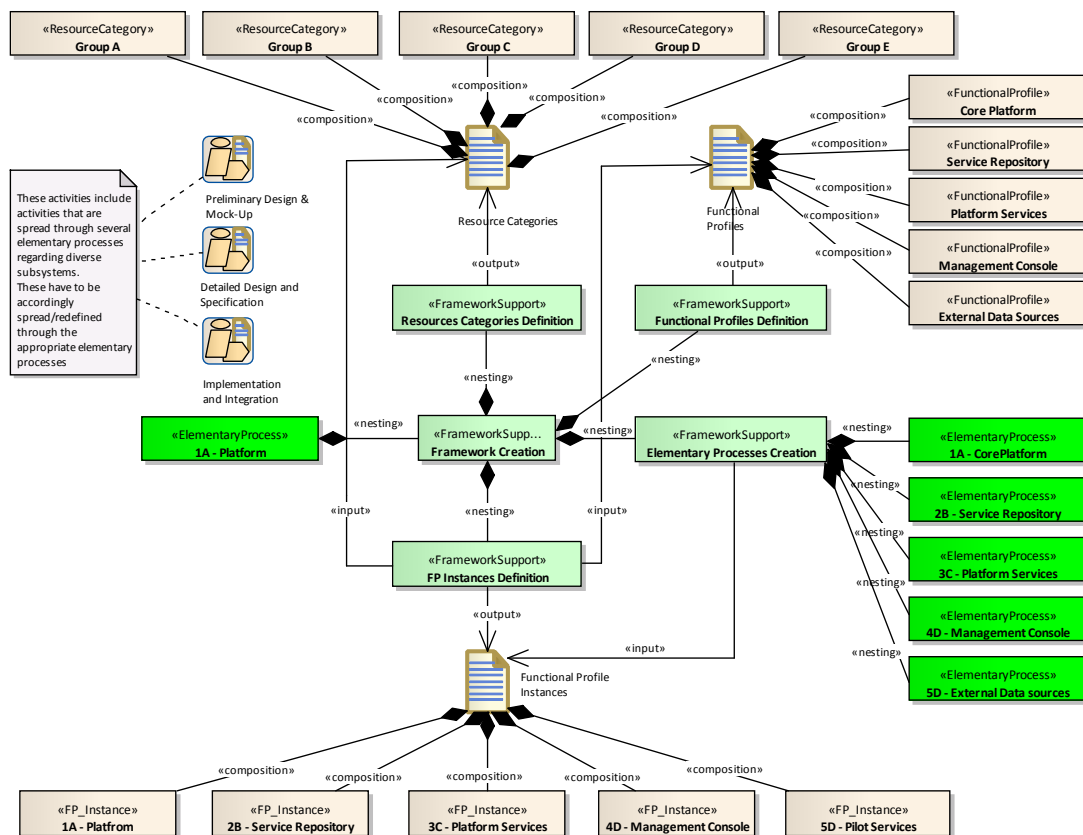 «ResourceCategory»
Group A
«ResourceCategory»
Group B
«ResourceCategory»
Group C
«ResourceCategory»
Group D
«ResourceCategory»
Group E
«composition»
«composition»
«composition»
«composition»
«composition»
«FunctionalProfile»
Core Platform
«FunctionalProfile»
Service Repository
«FunctionalProfile»
Platform Services
«FunctionalProfile»
Management Console
«FunctionalProfile»
External Data Sources
«composition»
«composition»
«composition»
«composition»
«composition»
These activities include
activities that are
spread through several
elementary processes
regarding diverse
subsystems.
These have to be
accordingly
spread/redefined
through the
appropriate elementary
processes
Preliminary Design &
Mock-Up
Detailed Design and
Specification
Implementation
and Integration
Resource Categories
Functional
Profiles
«output»
«output»
«FrameworkSupport»
Resources Categories Definition
«FrameworkSupport»
Functional Profiles Definition
«nesting»
«nesting»
«ElementaryProcess»
1A - Platform
«nesting»
«FrameworkSupp...
Framework Creation
«nesting»
«FrameworkSupport»
Elementary Processes Creation
«nesting»
«ElementaryProcess»
1A - CorePlatform
«nesting»
«ElementaryProcess»
2B - Service Repository
«nesting»
«ElementaryProcess»
3C - Platform Services
«nesting»
«ElementaryProcess»
4D - Management Console
«nesting»
«ElementaryProcess»
5D - External Data sources
«input»
«nesting»
«input»
«FrameworkSupport»
FP Instances Definition
«output»
«input»
Functional Profile
Instances
«composition»
«composition»
«composition»
«composition»
«composition»
«FP_Instance»
1A - Platfrom
«FP_Instance»
2B - Service Repository
«FP_Instance»
3C - Platform Services
«FP_Instance»
4D - Management Console
«FP_Instance»
5D - Pilot Services